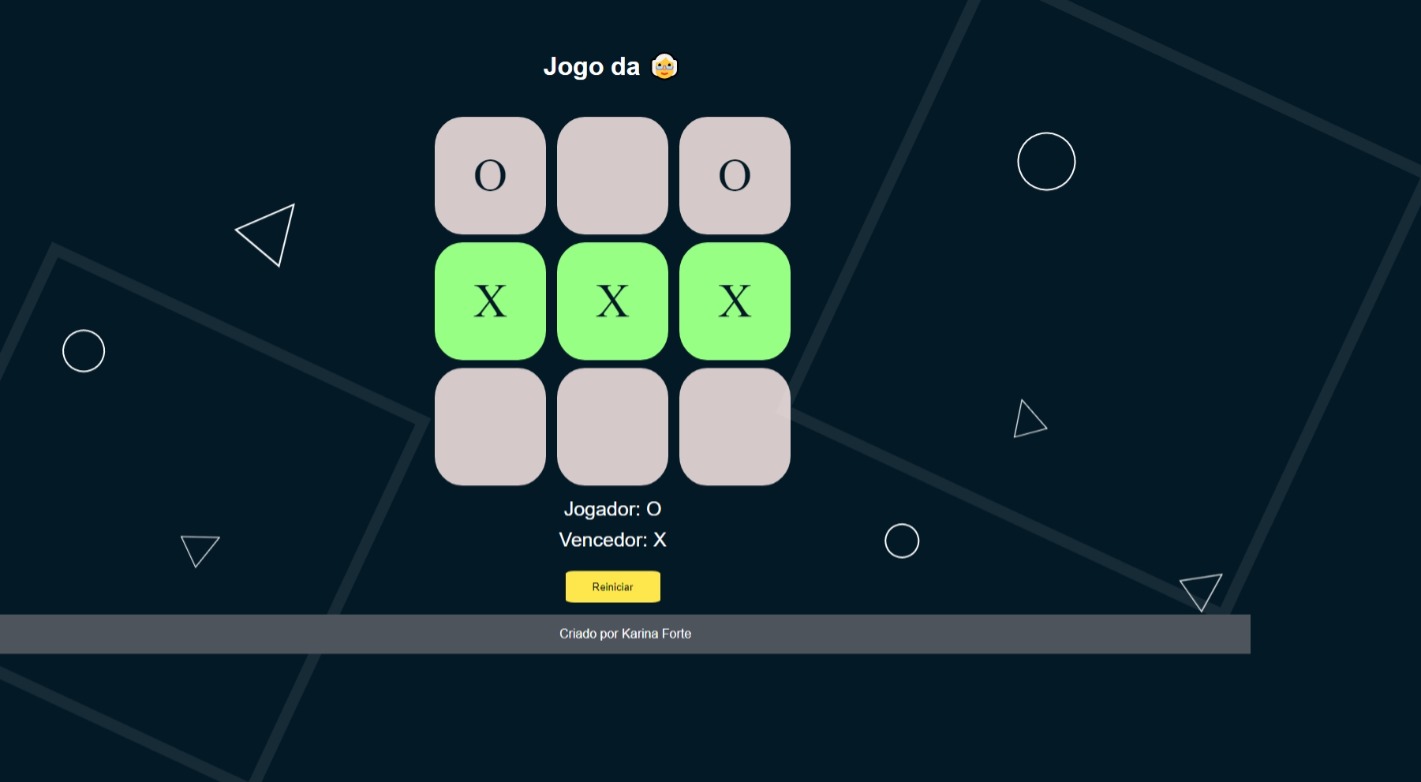 Jogo da 👵
O O
X X X
Jogador: O
Vencedor: X
Reiniciar
Criado por Karina Forte